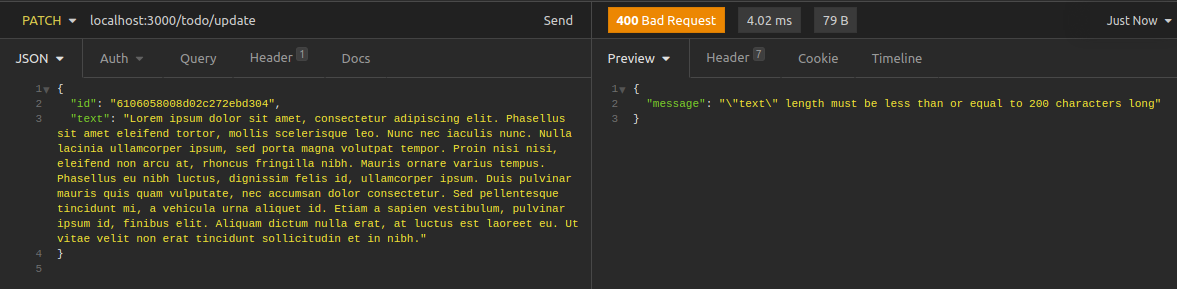 PATCH localhost:3000/todo/update Send
400 Bad Request 4.02 ms 79 B Just Now
JSON Auth Query Header 1 Docs
Preview Header 7 Cookie Timeline
1 {
2 "id": "6106058008d02c272ebd304",
3 "text": "Lorem ipsum dolor sit amet, consectetur adipiscing elit. Phasellus
sit amet eleifend tortor, mollis scelerisque leo. Nunc nec iaculis nunc. Nulla
lacinia ullamcorper ipsum, sed porta magna volutpat tempor. Proin nisi nisi,
eleifend non arcu at, rhoncus fringilla nibh. Mauris ornare varius tempus.
Phasellus eu nibh luctus, dignissim felis id, ullamcorper ipsum. Duis pulvinar
mauris quis quam vulputate, nec accumsan dolor consectetur. Sed pellentesque
tincidunt mi, a vehicula urna aliquet id. Etiam a sapien vestibulum, pulvinar
ipsum id, finibus elit. Aliquam dictum nulla erat, at luctus est laoreet eu. Ut
vitae velit non erat tincidunt sollicitudin et in nibh."
4 }
5
1 {
2 "message": "\"text\" length must be less than or equal to 200 characters long"
3 }